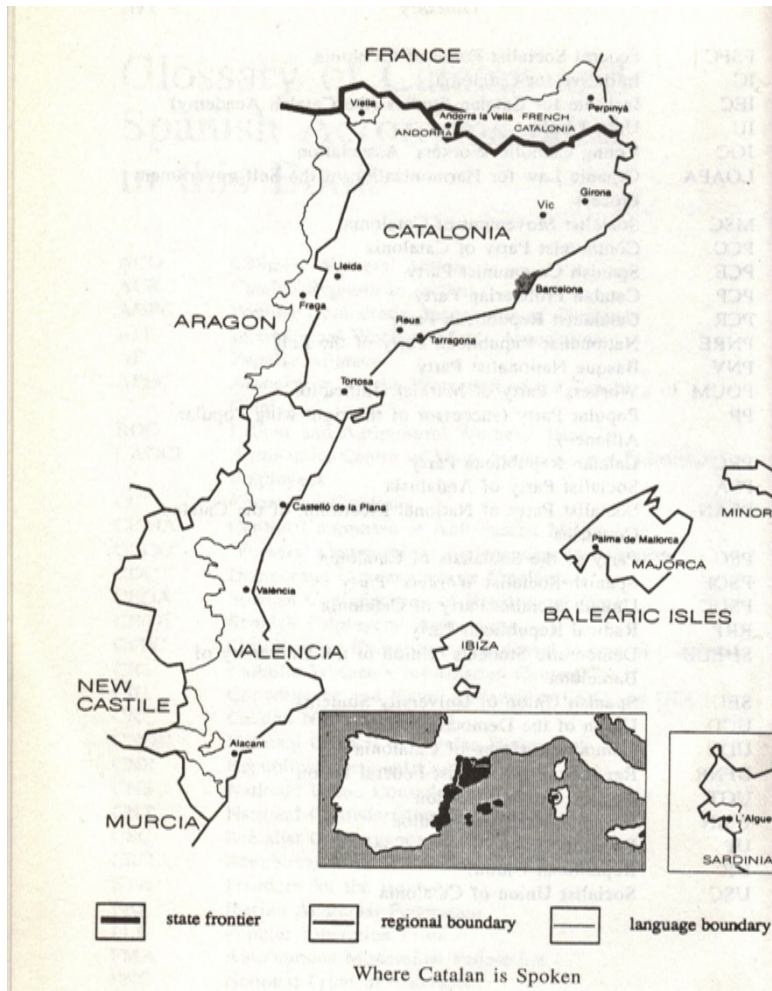 FRANCE
Viella
Andorra la Vella
Perpinyà
ANDORRA
FRENCH
CATALONIA
Girona
Vic
CATALONIA
Lleida
Barcelona
Fraga
ARAGON
Reus
Tarragona
Tortosa
Castelló de la Plana
MINOR
Palma de Mallorca
MAJORCA
València
BALEARIC ISLES
VALENCIA
IBIZA
NEW
CASTILE
Alacant
MURCIA
L'Algue
SARDINIA
state frontier
regional boundary
language boundary
Where Catalan is Spoken